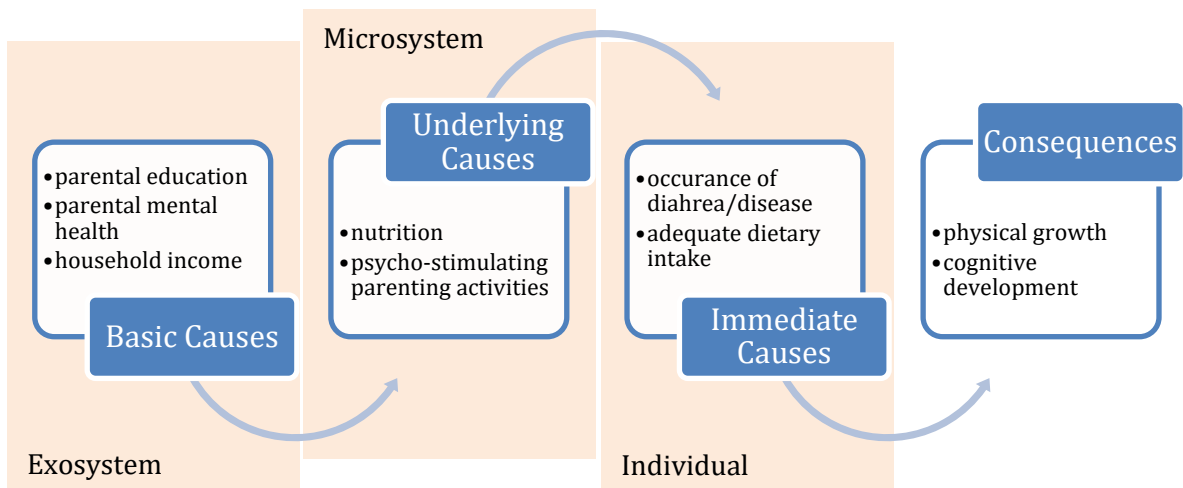 Exosystem
•parental education
•parental mental
health
•household income
Basic Causes
Microsystem
Underlying
Causes
•nutrition
•psycho-stimulating
parenting activities
Individual
•occurance of
diahrea/disease
•adequate dietary
intake
Immediate
Causes
Consequences
•physical growth
•cognitive
development